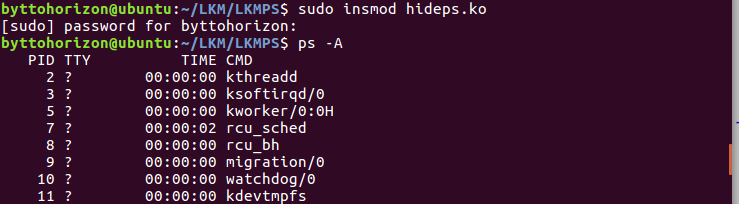 byttohorizon@ubuntu:~/LKM/LKMPS$ sudo insmod hideps.ko
[sudo] password for byttohorizon:
byttohorizon@ubuntu:~/LKM/LKMPS$ ps -A
   PID TTY          TIME CMD
     2 ?        00:00:00 kthreadd
     3 ?        00:00:00 ksoftirqd/0
     5 ?        00:00:00 kworker/0:0H
     7 ?        00:00:02 rcu_sched
     8 ?        00:00:00 rcu_bh
     9 ?        00:00:00 migration/0
    10 ?        00:00:00 watchdog/0
    11 ?        00:00:00 kdevtmpfs